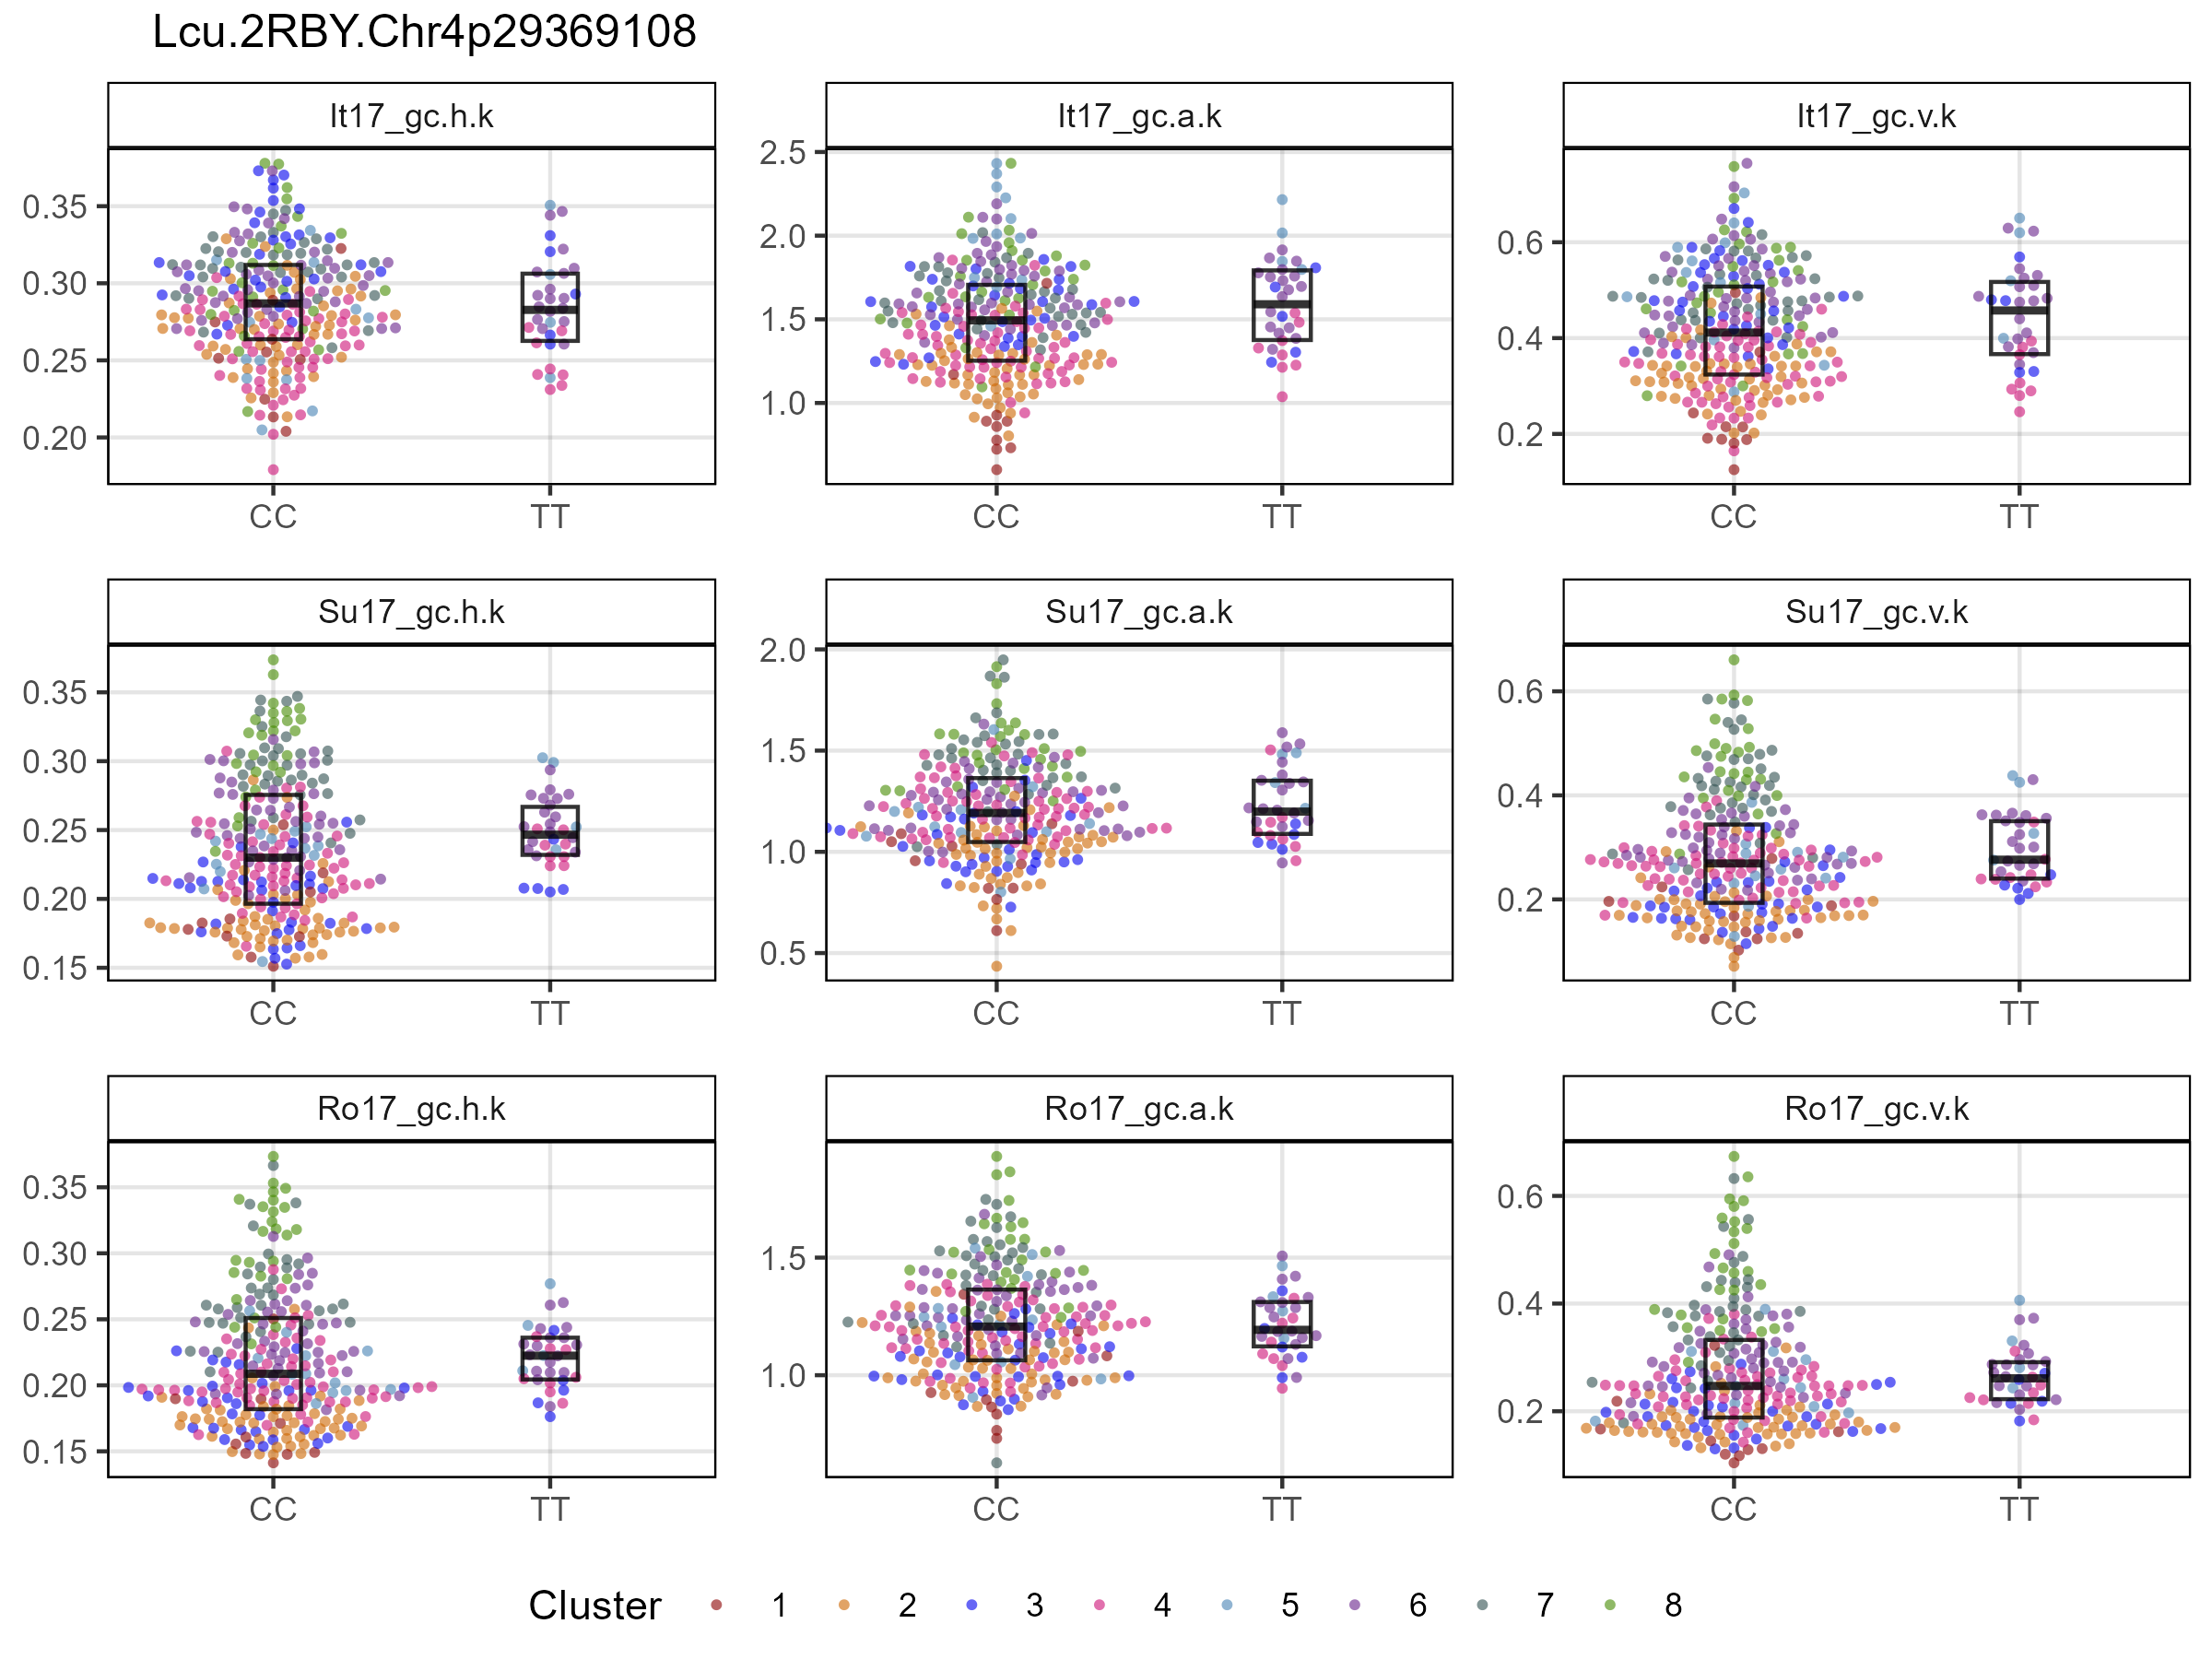 Lcu.2RBY.Chr4p29369108
It17_gc.h.k It17_gc.a.k It17_gc.v.k
0.35 0.30 0.25 0.20
2.5 2.0 1.5 1.0
0.6 0.4 0.2
CC TT CC TT CC TT
Su17_gc.h.k Su17_gc.a.k Su17_gc.v.k
0.35 0.30 0.25 0.20 0.15
2.0 1.5 1.0 0.5
0.6 0.4 0.2
CC TT CC TT CC TT
Ro17_gc.h.k Ro17_gc.a.k Ro17_gc.v.k
0.35 0.30 0.25 0.20 0.15
1.5 1.0
0.6 0.4 0.2
CC TT CC TT CC TT
Cluster 1 2 3 4 5 6 7 8